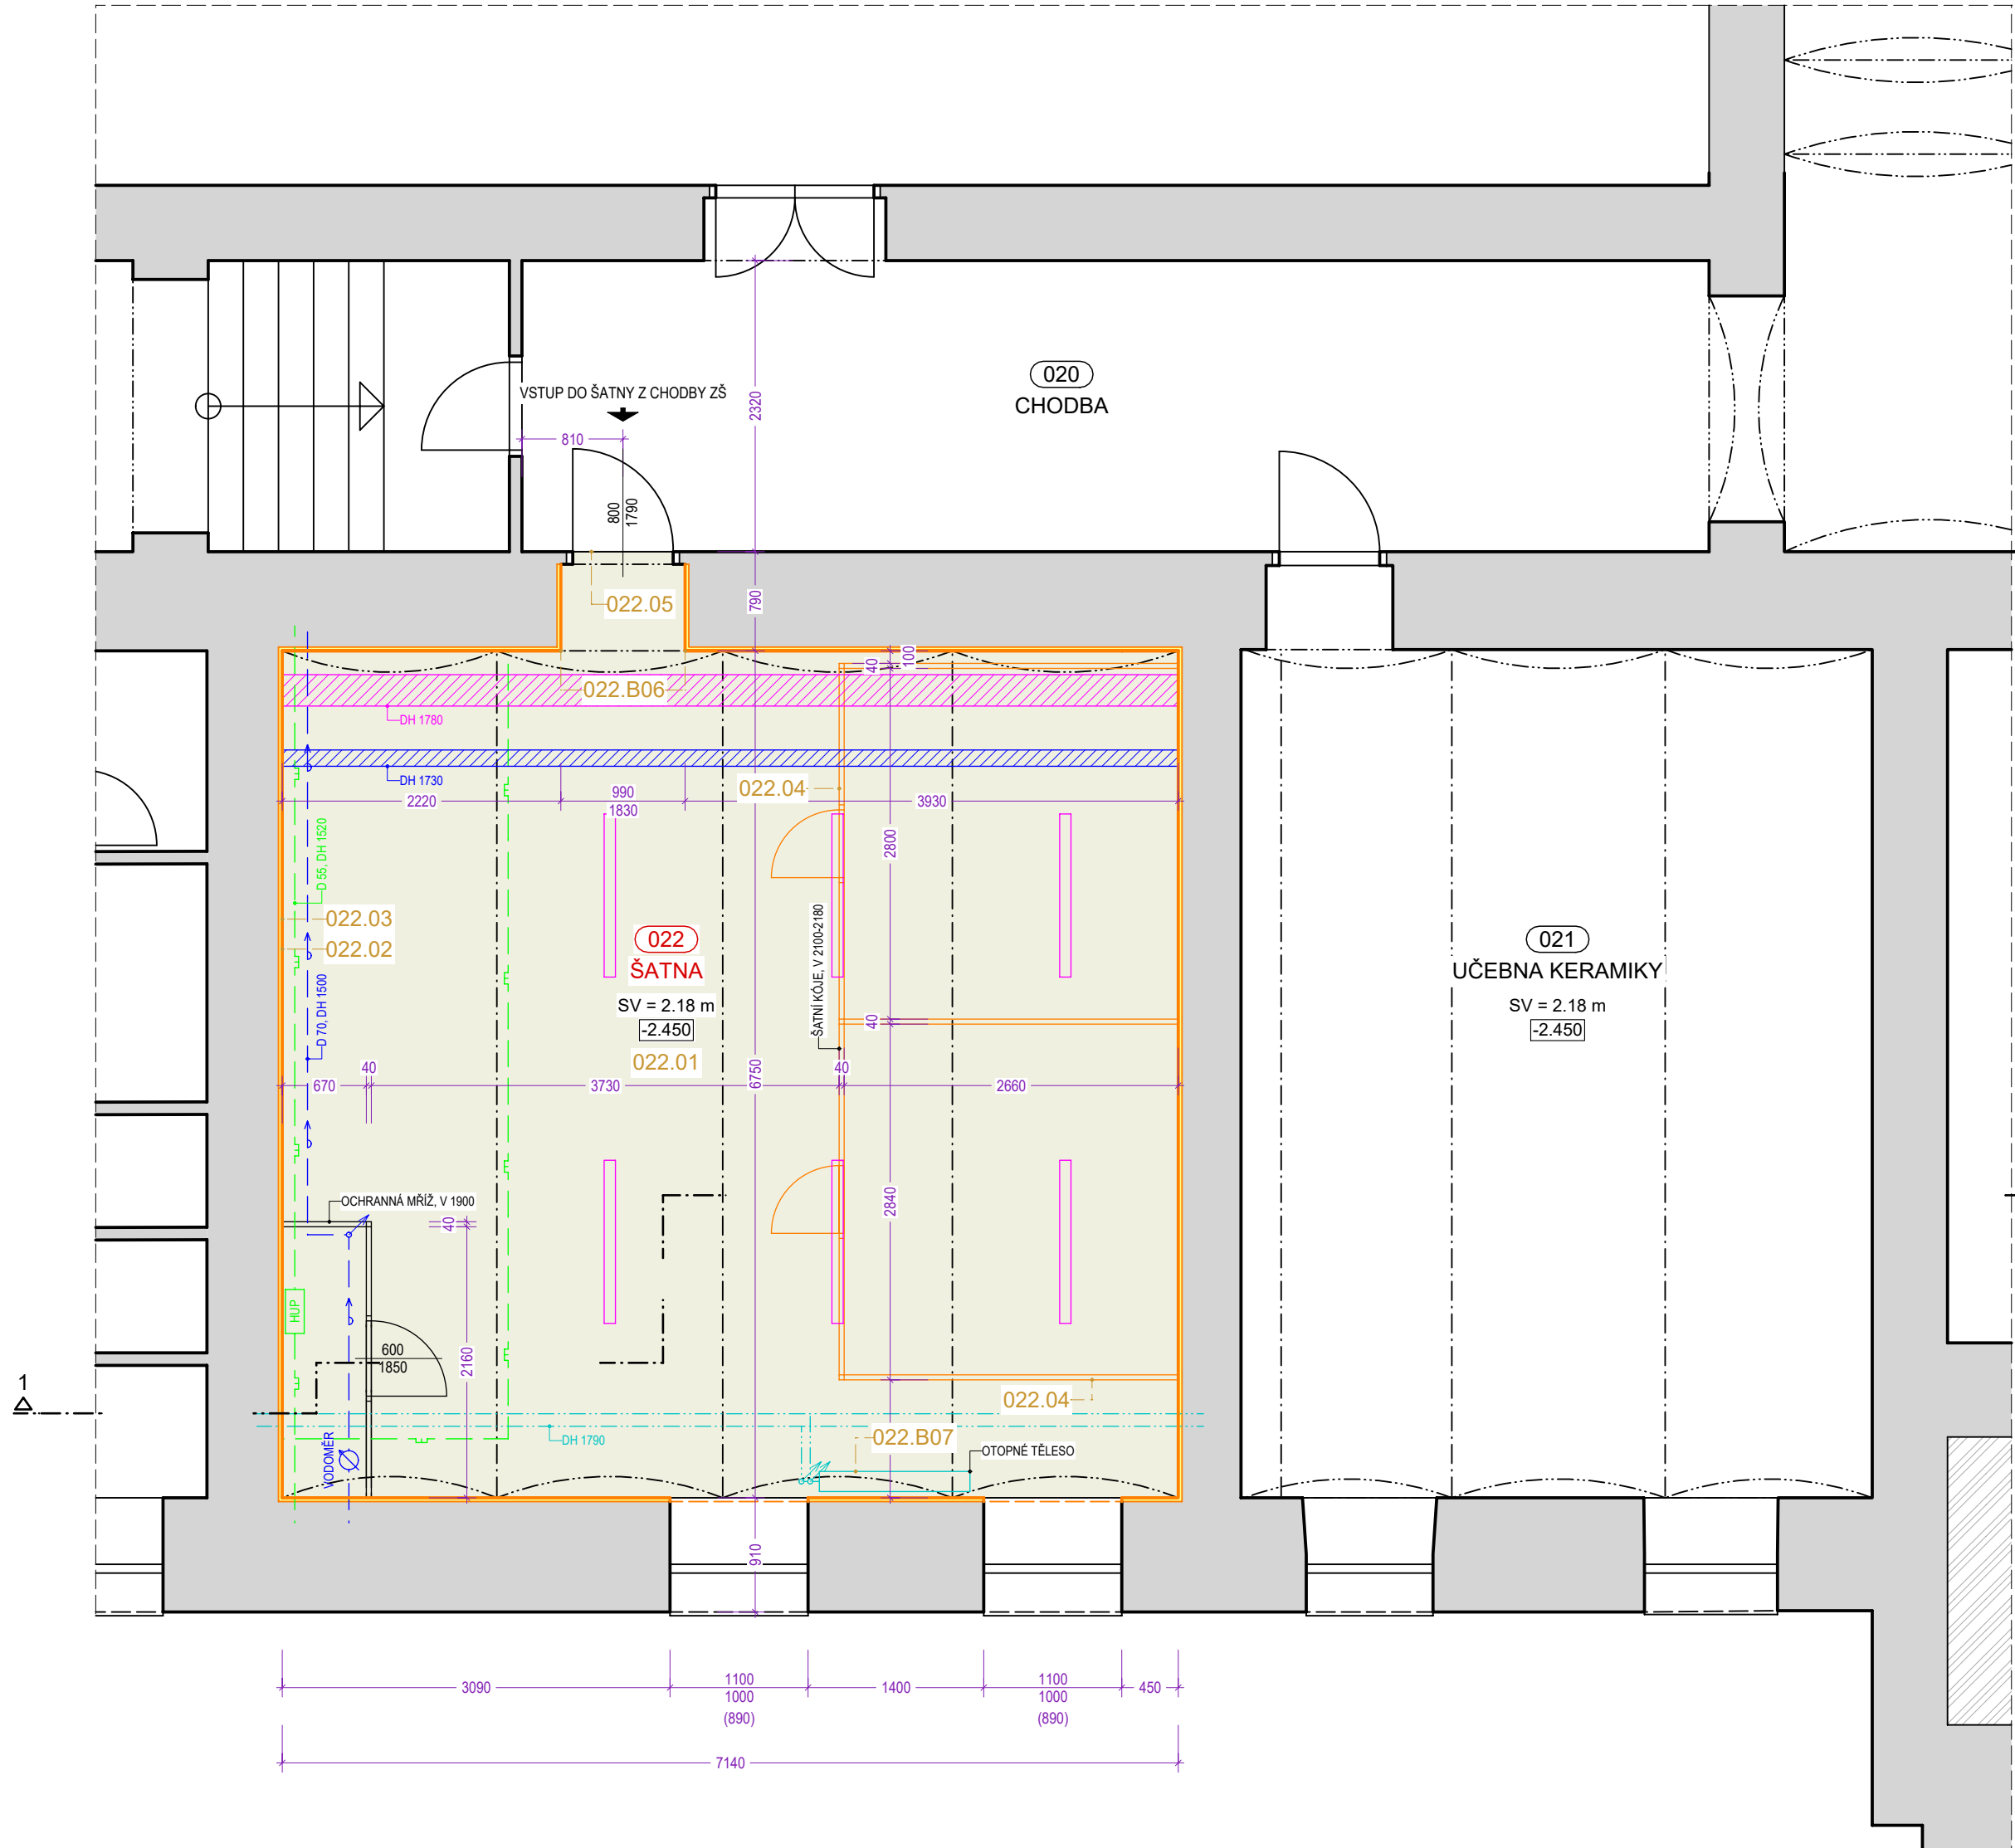 020
CHODBA
VSTUP DO ŠATNY Z CHODBY ZŠ
2320
810
800
1790
022.05
790
40
100
022.B06
DH 1780
DH 1730
022.04
2220
990
1830
3930
2800
D 55, DH 1520
022.03
022.02
022
ŠATNA
SV = 2.18 m
-2.450
022.01
ŠATNÍ KÓJE, V 2100-2180
021
UČEBNA KERAMIKY
SV = 2.18 m
-2.450
D 70, DH 1500
40
670
40
3730
6750
40
2660
OCHRANNÁ MŘÍŽ, V 1900
40
2840
HUP
600
1850
2160
1
022.04
DH 1790
022.B07
OTOPNÉ TĚLESO
VODOMĚR
910
3090
1100
1000
(890)
1400
1100
1000
(890)
450
7140